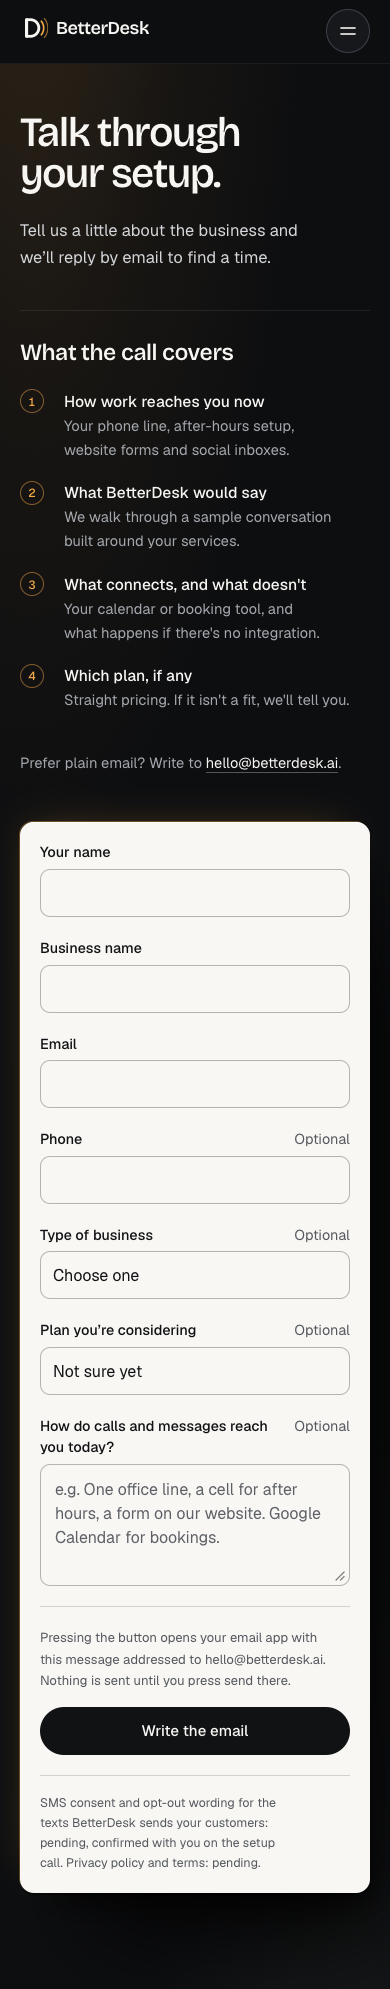 BetterDesk
Talk through
your setup.
Tell us a little about the business and
we’ll reply by email to find a time.
What the call covers
1
How work reaches you now
Your phone line, after-hours setup,
website forms and social inboxes.
2
What BetterDesk would say
We walk through a sample conversation
built around your services.
3
What connects, and what doesn't
Your calendar or booking tool, and
what happens if there's no integration.
4
Which plan, if any
Straight pricing. If it isn't a fit, we'll tell you.
Prefer plain email? Write to hello@betterdesk.ai.
Your name
Business name
Email
Phone Optional
Type of business Optional
Choose one
Plan you’re considering Optional
Not sure yet
How do calls and messages reach Optional
you today?
e.g. One office line, a cell for after
hours, a form on our website. Google
Calendar for bookings.
Pressing the button opens your email app with
this message addressed to hello@betterdesk.ai.
Nothing is sent until you press send there.
Write the email
SMS consent and opt-out wording for the
texts BetterDesk sends your customers:
pending, confirmed with you on the setup
call. Privacy policy and terms: pending.